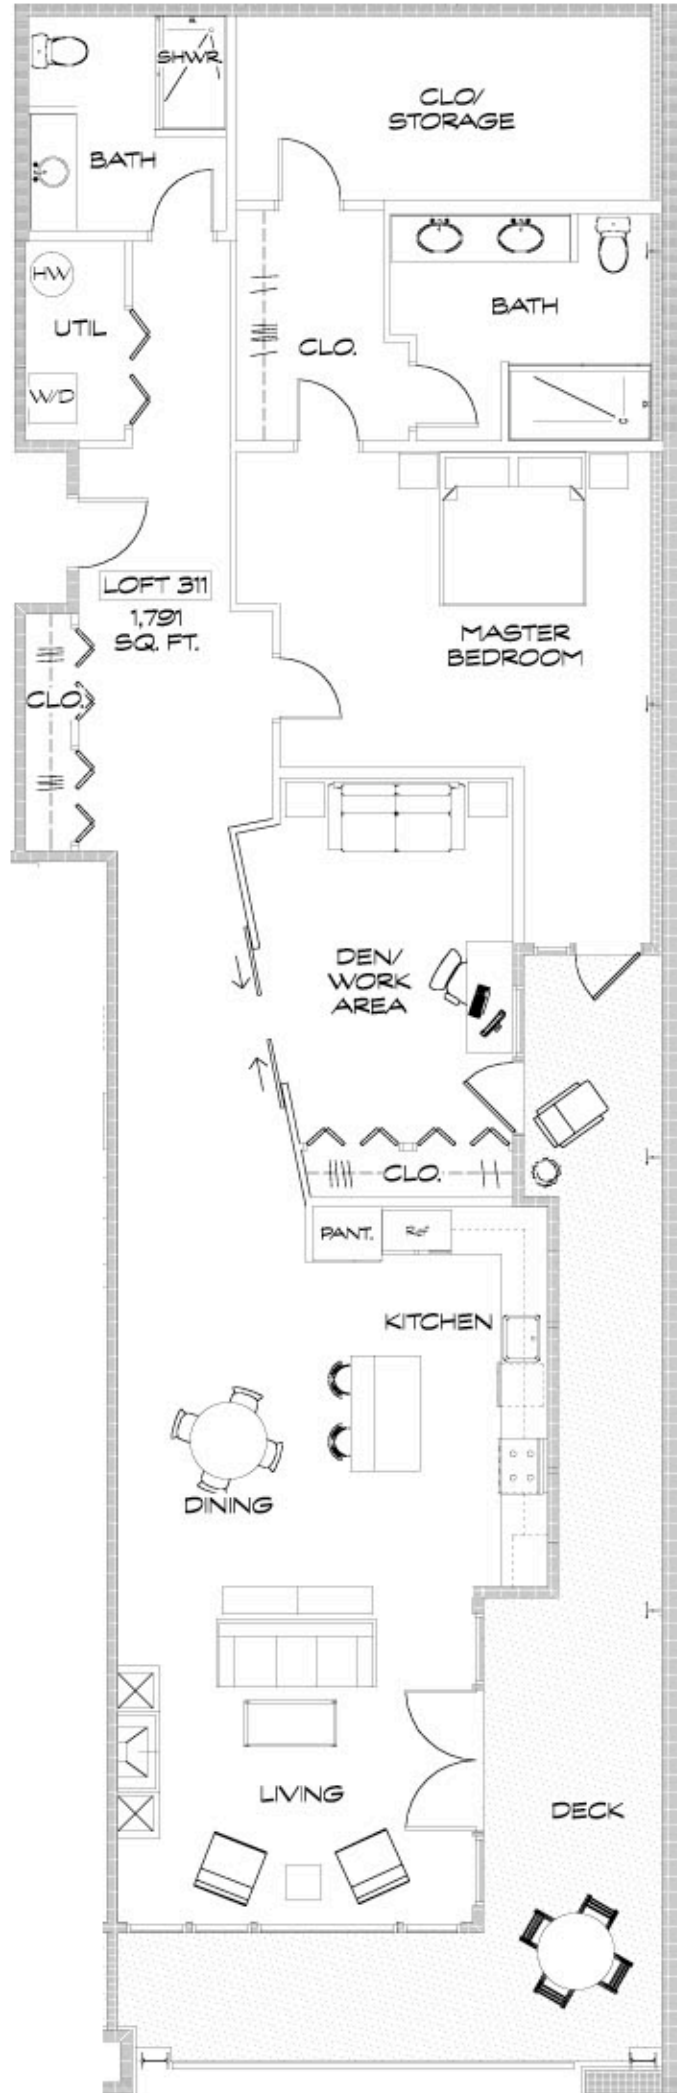 SHWR.
CLO/
STORAGE
BATH
HW
UTIL
BATH
CLO.
W/D
LOFT 311
1,791
SQ. FT.
MASTER
BEDROOM
CLO.
DEN/
WORK
AREA
CLO.
PANT.
Ref
KITCHEN
DINING
LIVING
DECK